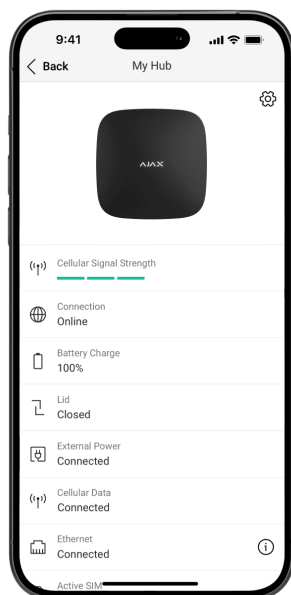 9:41
Back
My Hub
AJAX
Cellular Signal Strength
Connection
Online
Battery Charge
100%
Lid
Closed
External Power
Connected
Cellular Data
Connected
Ethernet
Connected
Active SIM